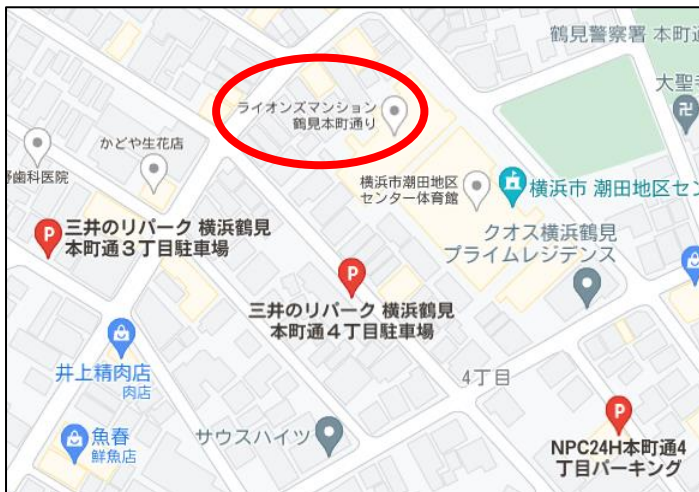 鶴見警察署 本町通
大聖
ライオンズマンション
鶴見本町通り
かどや生花店
歯科医院
横浜市潮田地区
センター体育館
横浜市 潮田地区セン
三井のリパーク 横浜鶴見
本町通3丁目駐車場
クオス横浜鶴見
プライムレジデンス
三井のリパーク 横浜鶴見
本町通4丁目駐車場
井上精肉店
肉店
4丁目
魚春
鮮魚店
サウスハイツ
NPC24H本町通4
丁目パーキング